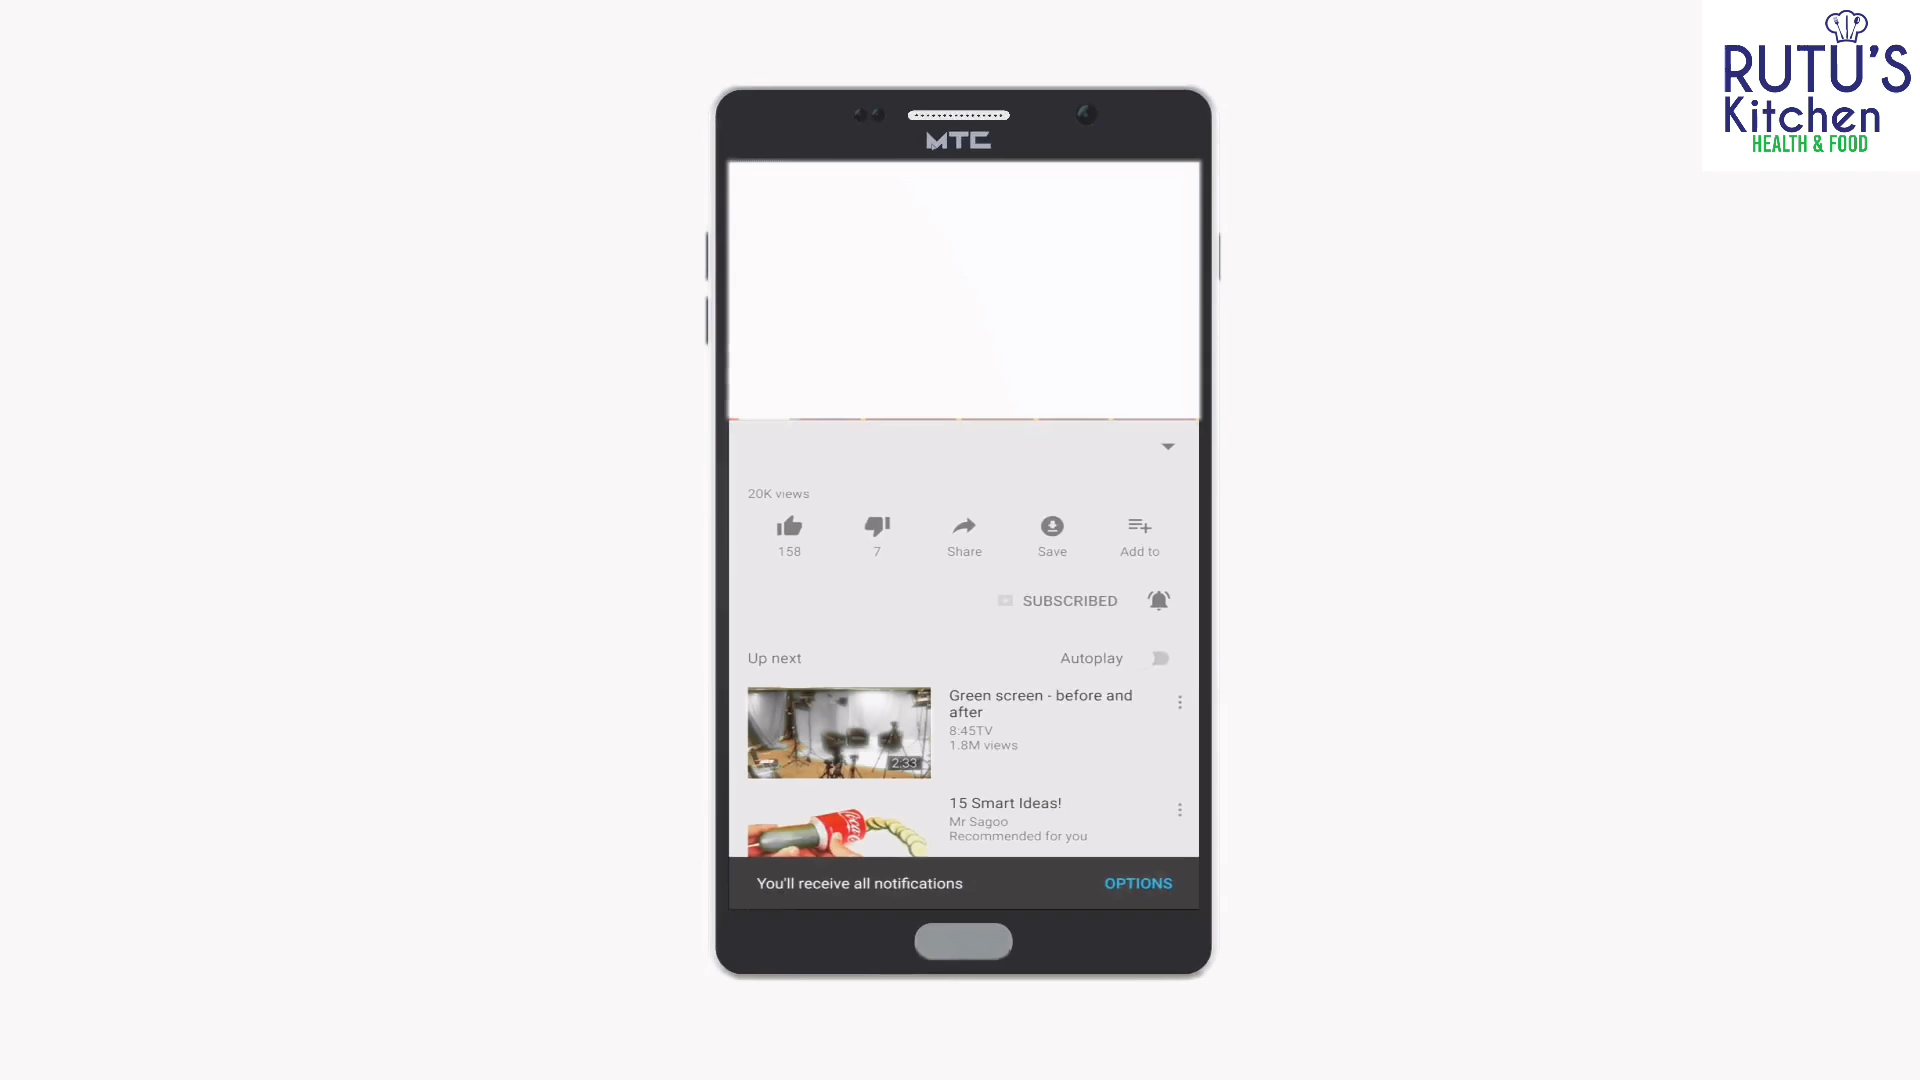 RUTU'S
Kitchen
HEALTH & FOOD
MTC
20K views
158
7
Share
Save
Add to
SUBSCRIBED
Up next
Autoplay
Green screen - before and
after
8:45TV
1.8M views
2:33
15 Smart Ideas!
Mr Sagoo
Recommended for you
Coca
You'll receive all notifications
OPTIONS